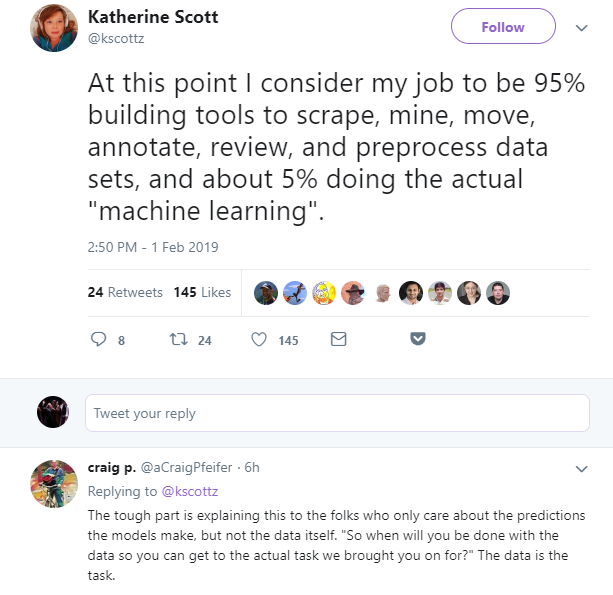 Katherine Scott
@kscottz
Follow
At this point I consider my job to be 95%
building tools to scrape, mine, move,
annotate, review, and preprocess data
sets, and about 5% doing the actual
"machine learning".
2:50 PM - 1 Feb 2019
24 Retweets 145 Likes
8 24 145
Tweet your reply
craig p. @aCraigPfeifer · 6h
Replying to @kscottz
The tough part is explaining this to the folks who only care about the predictions
the models make, but not the data itself. "So when will you be done with the
data so you can get to the actual task we brought you on for?" The data is the
task.